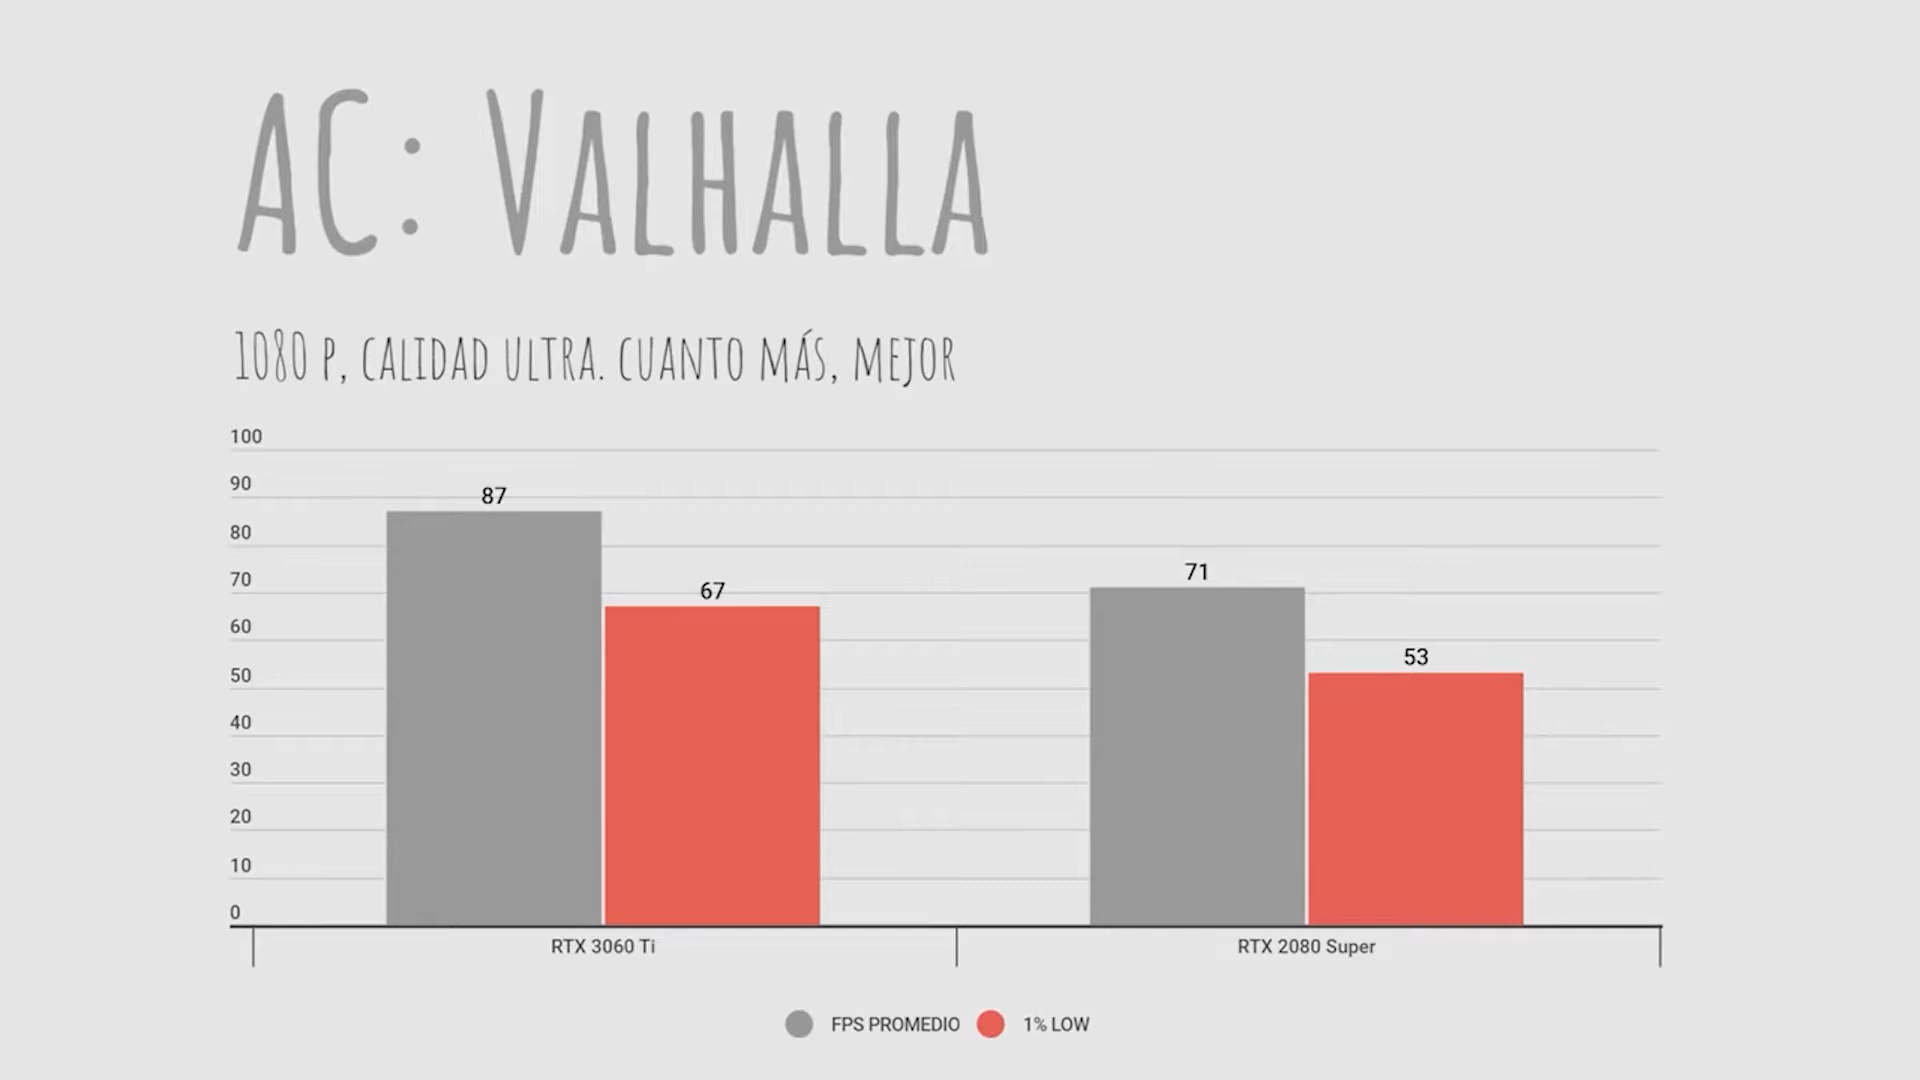 AC: VALHALLA
1080 P, CALIDAD ULTRA. CUANTO MÁS, MEJOR
100
90
80
70
60
50
40
30
20
10
0
87
67
71
53
RTX 3060 Ti
RTX 2080 Super
FPS PROMEDIO
1% LOW